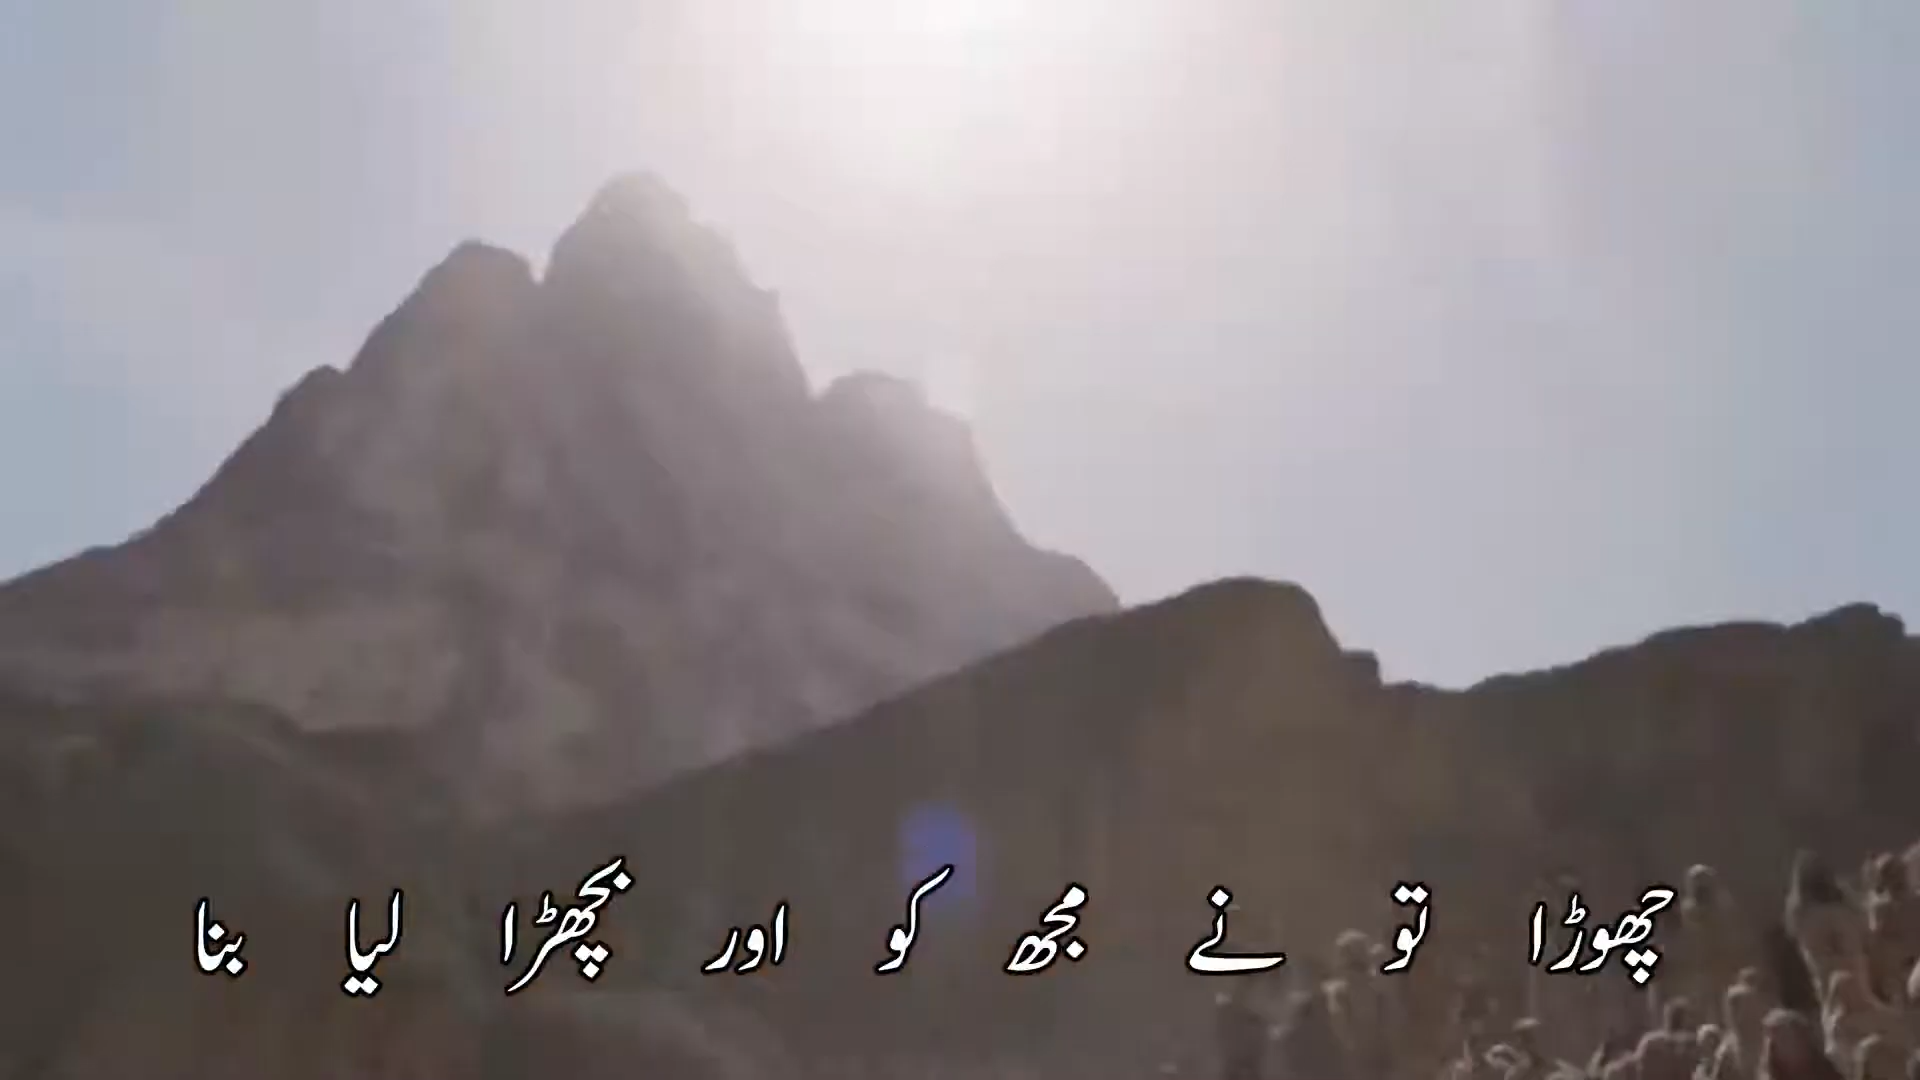 چھوڑا تو نے مجھ کو اور بچھڑا لیا بنا